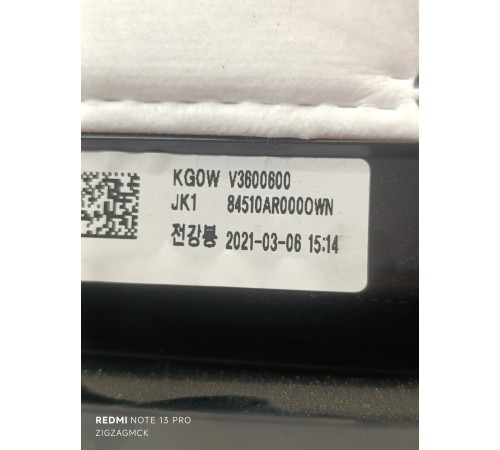 KGOW V3600600
JK1 84510AR000OWN
전강봉 2021-03-06 15:14
REDMI NOTE 13 PRO
ZIGZAGMCK